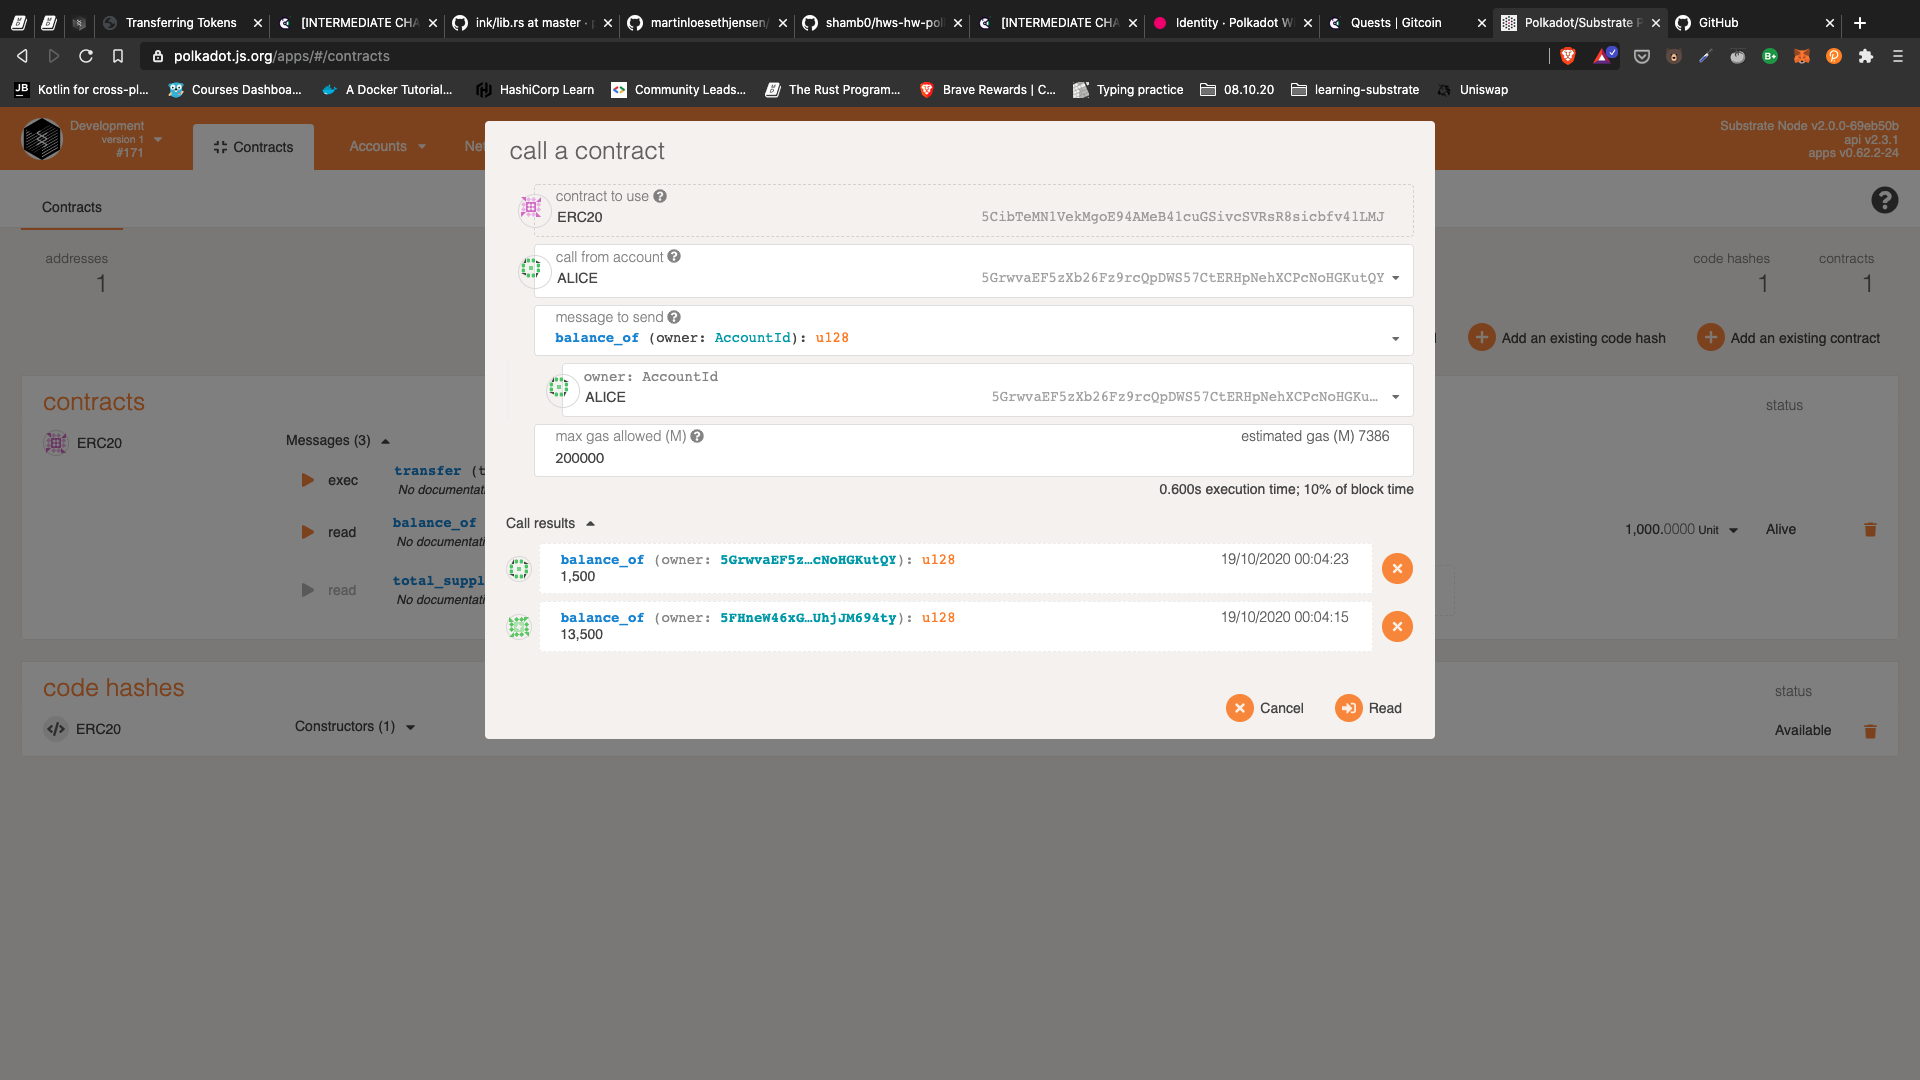 Transferring Tokens
[INTERMEDIATE CHA
ink/lib.rs at master ·
martinloesethjensen/
shamb0/hws-hw-pol
[INTERMEDIATE CHA
Identity · Polkadot W
Quests | Gitcoin
Polkadot/Substrate P
GitHub
polkadot.js.org/apps/#/contracts
Kotlin for cross-pl...
Courses Dashboa...
A Docker Tutorial...
HashiCorp Learn
Community Leads...
The Rust Program...
Brave Rewards | C...
Typing practice
08.10.20
learning-substrate
Uniswap
Development
version 1
#171
Contracts
Accounts
Net
Substrate Node v2.0.0-69eb50b
api v2.3.1
apps v0.62.2-24
Contracts
addresses
1
code hashes
1
contracts
1
Add an existing code hash
Add an existing contract
call a contract
contract to use
ERC20
5CibTeMN1VekMgoE94AMeB41cuGSivcSVRsR8sicbfv41LMJ
call from account
ALICE
5GrwvaEF5zXb26Fz9rcQpDWS57CtERHpNehXCPcNoHGKutQY
message to send
balance_of (owner: AccountId): u128
owner: AccountId
ALICE
5GrwvaEF5zXb26Fz9rcQpDWS57CtERHpNehXCPcNoHGKu…
max gas allowed (M)
200000
estimated gas (M) 7386
0.600s execution time; 10% of block time
Call results
balance_of (owner: 5GrwvaEF5z…cNoHGKutQY): u128
1,500
19/10/2020 00:04:23
balance_of (owner: 5FHneW46xG…UhjJM694ty): u128
13,500
19/10/2020 00:04:15
Cancel
Read
contracts
status
ERC20
Messages (3)
exec
transfer (t
No documentati
read
balance_of
No documentati
read
total_suppl
No documentati
1,000.0000 Unit
Alive
code hashes
status
ERC20
Constructors (1)
Available